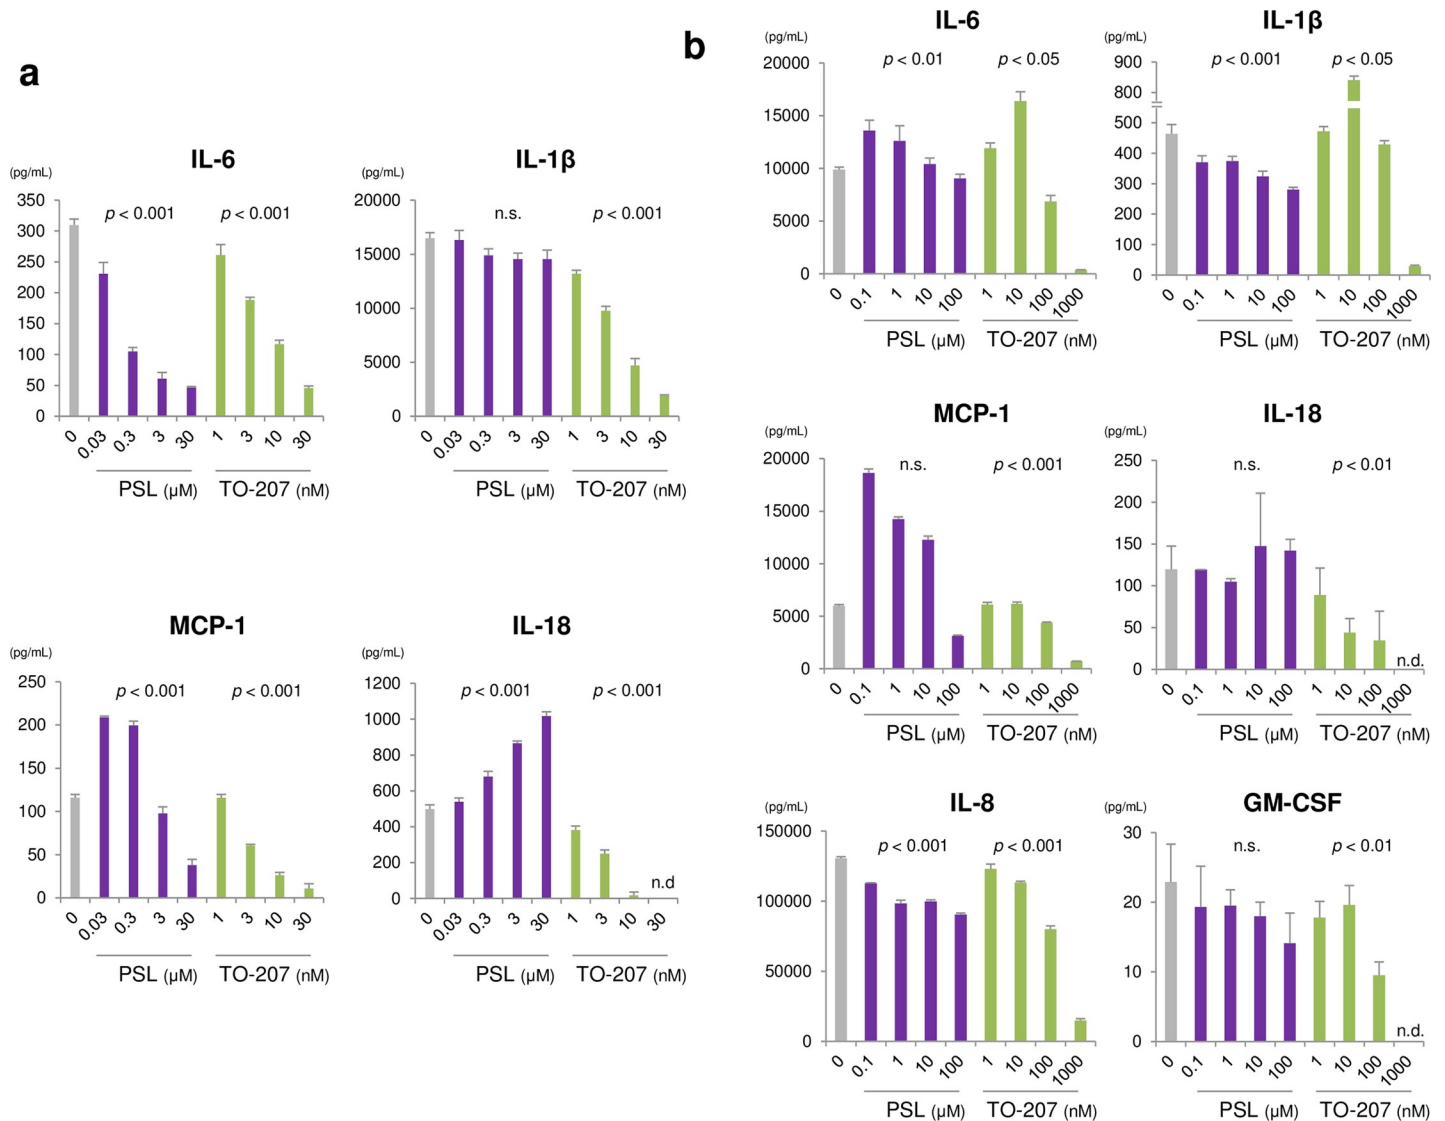 a
IL-6
(pg/mL)
350
300
250
200
150
100
50
0
p < 0.001
p < 0.001
0
0.03
0.3
3
30
1
3
10
30
PSL (µM)
TO-207 (nM)
IL-1β
(pg/mL)
20000
15000
10000
5000
0
n.s.
p < 0.001
0
0.03
0.3
3
30
1
3
10
30
PSL (µM)
TO-207 (nM)
MCP-1
(pg/mL)
250
200
150
100
50
0
p < 0.001
p < 0.001
0
0.03
0.3
3
30
1
3
10
30
PSL (µM)
TO-207 (nM)
IL-18
(pg/mL)
1200
1000
800
600
400
200
0
p < 0.001
p < 0.001
n.d
0
0.03
0.3
3
30
1
3
10
30
PSL (µM)
TO-207 (nM)
b
IL-6
(pg/mL)
20000
15000
10000
5000
0
p < 0.01
p < 0.05
0
0.1
1
10
100
1
10
100
1000
PSL (µM)
TO-207 (nM)
IL-1β
(pg/mL)
900
800
500
400
300
200
100
0
p < 0.001
p < 0.05
0
0.1
1
10
100
1
10
100
1000
PSL (µM)
TO-207 (nM)
MCP-1
(pg/mL)
20000
15000
10000
5000
0
n.s.
p < 0.001
0
0.1
1
10
100
1
10
100
1000
PSL (µM)
TO-207 (nM)
IL-18
(pg/mL)
250
200
150
100
50
0
n.s.
p < 0.01
n.d.
0
0.1
1
10
100
1
10
100
1000
PSL (µM)
TO-207 (nM)
IL-8
(pg/mL)
150000
100000
50000
0
p < 0.001
p < 0.001
0
0.1
1
10
100
1
10
100
1000
PSL (µM)
TO-207 (nM)
GM-CSF
(pg/mL)
30
20
10
0
n.s.
p < 0.01
n.d.
0
0.1
1
10
100
1
10
100
1000
PSL (µM)
TO-207 (nM)